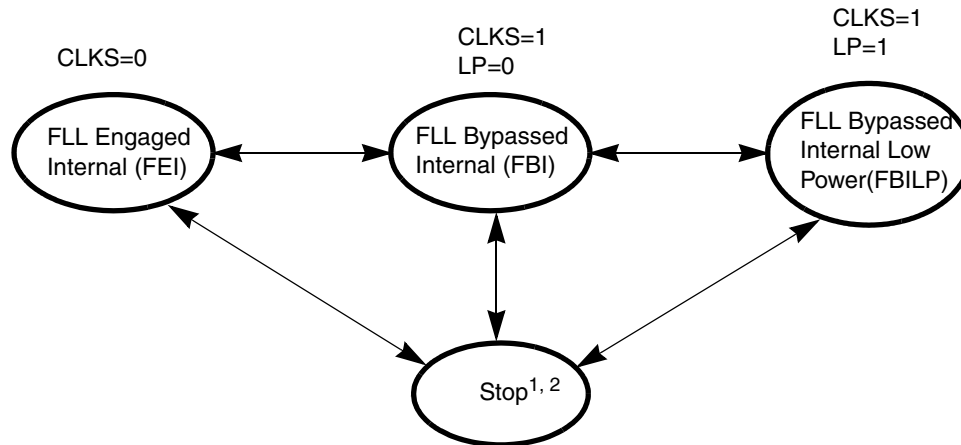 CLKS=0
CLKS=1
LP=0
CLKS=1
LP=1
FLL Engaged
Internal (FEI)
FLL Bypassed
Internal (FBI)
FLL Bypassed
Internal Low
Power(FBILP)
Stop1, 2